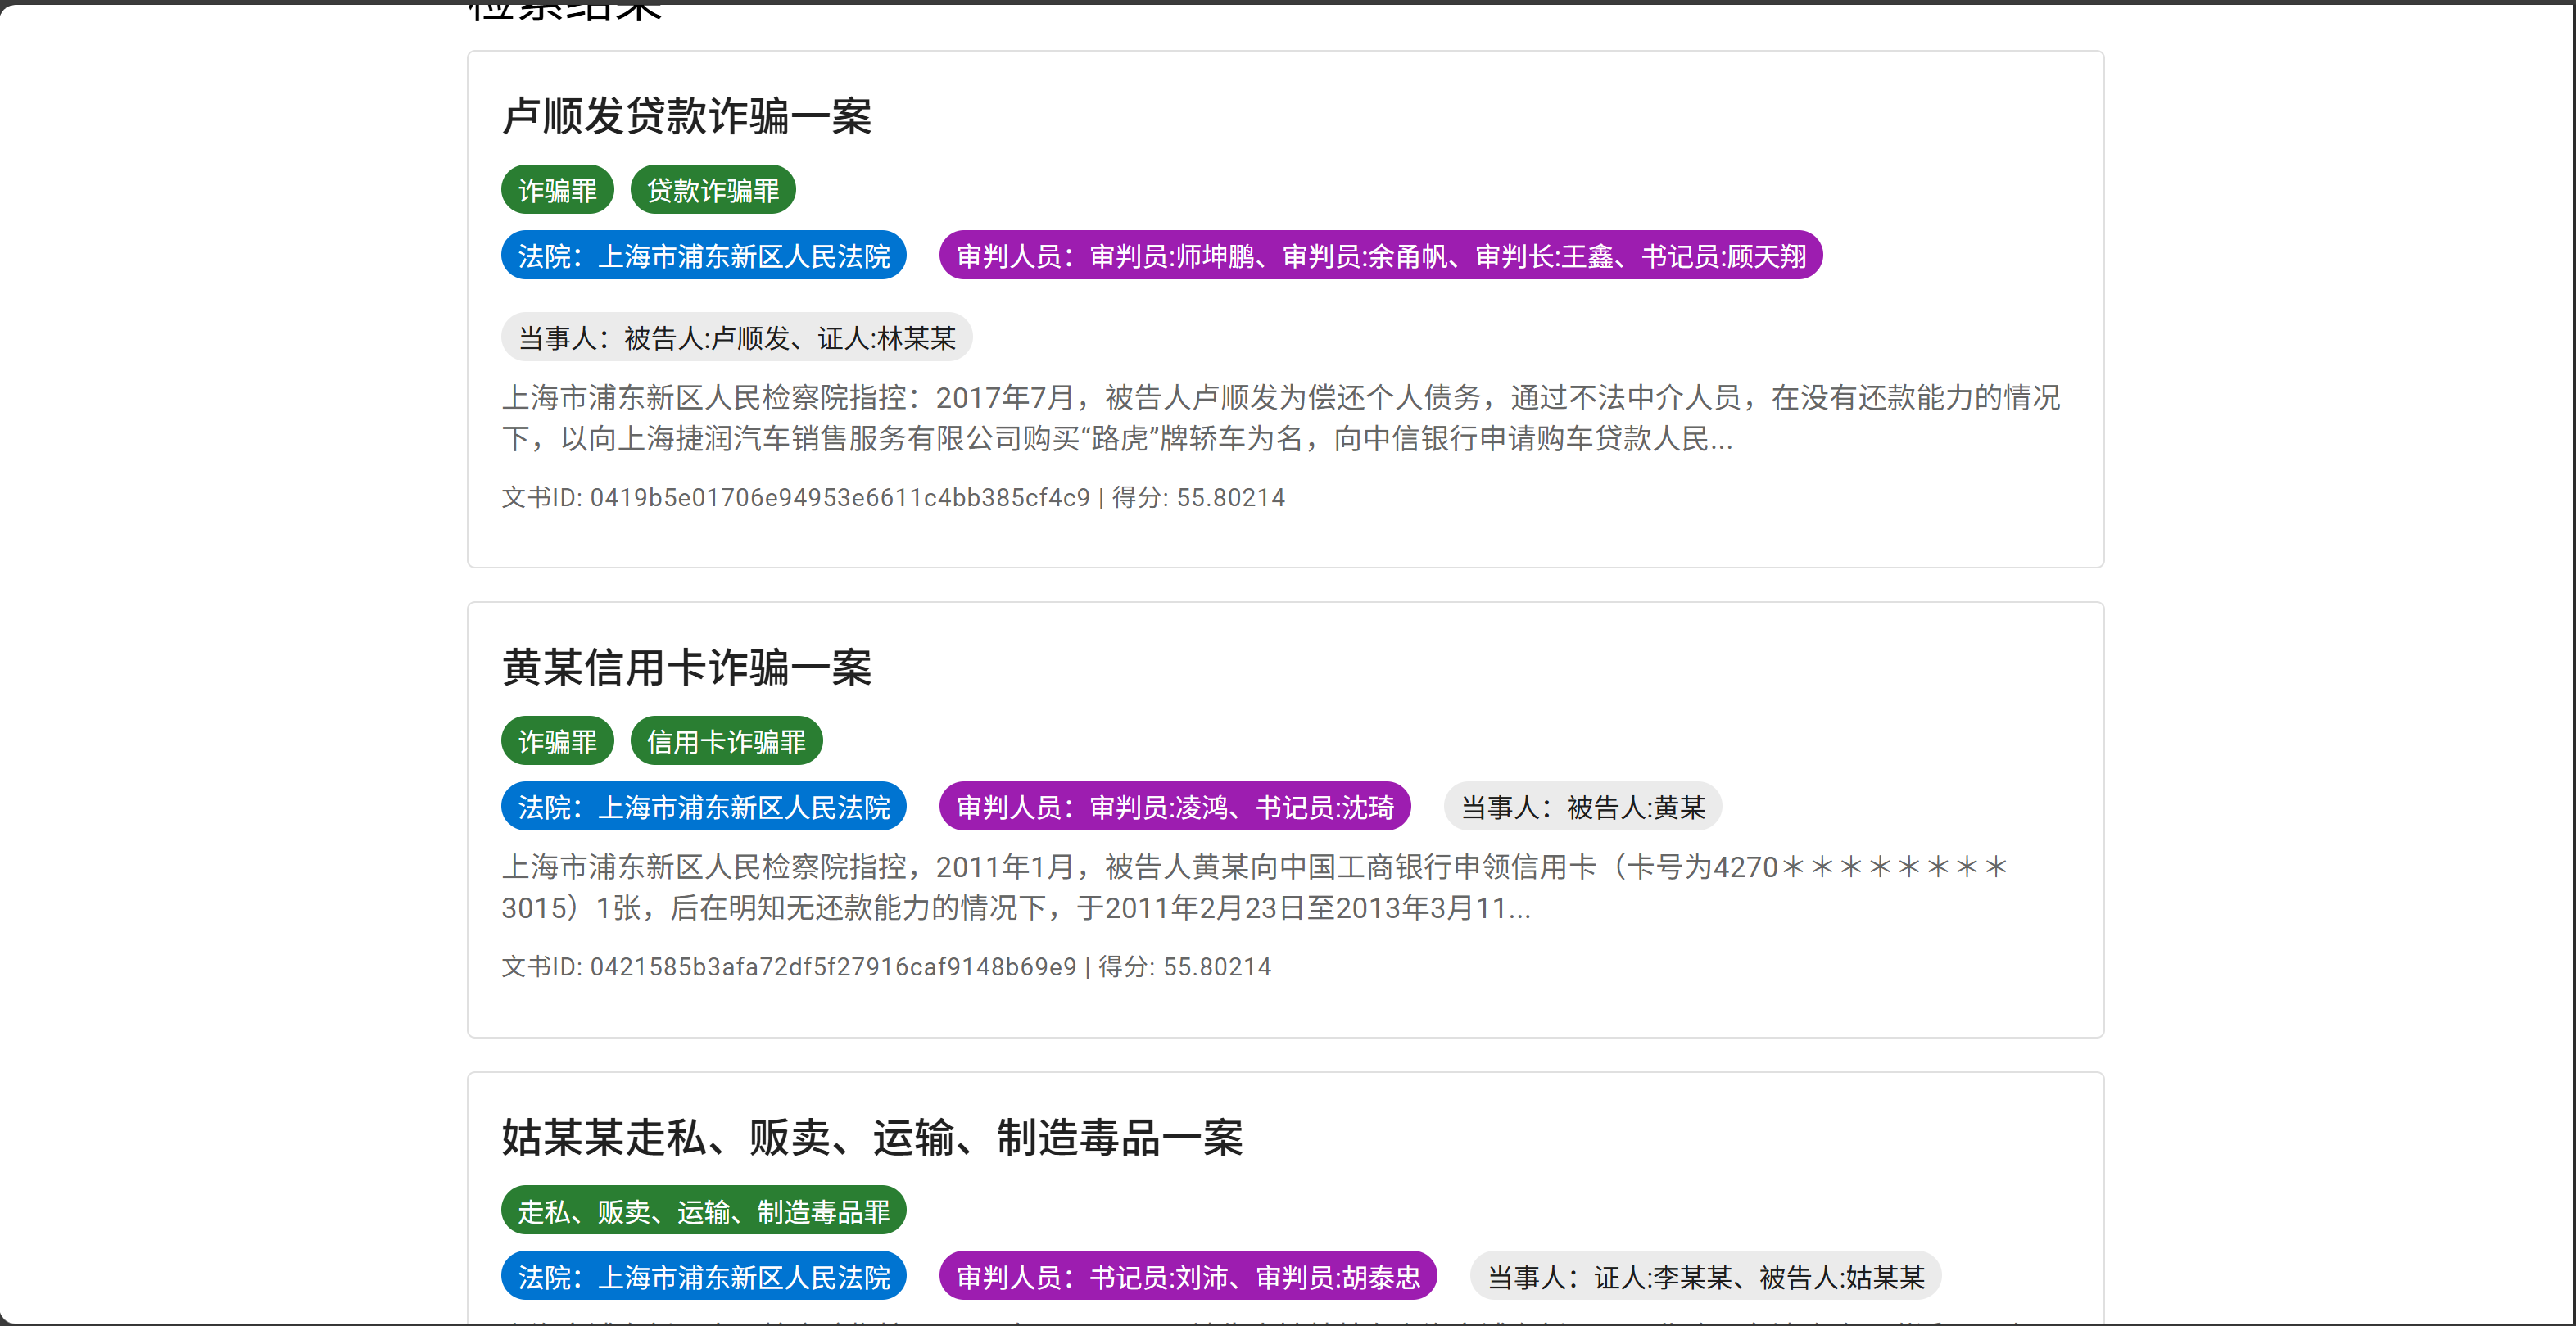 检索结果
卢顺发贷款诈骗一案
诈骗罪 贷款诈骗罪
法院：上海市浦东新区人民法院 审判人员：审判员:师坤鹏、审判员:余甬帆、审判长:王鑫、书记员:顾天翔
当事人：被告人:卢顺发、证人:林某某
上海市浦东新区人民检察院指控：2017年7月，被告人卢顺发为偿还个人债务，通过不法中介人员，在没有还款能力的情况
下，以向上海捷润汽车销售服务有限公司购买“路虎”牌轿车为名，向中信银行申请购车贷款人民...
文书ID: 0419b5e01706e94953e6611c4bb385cf4c9 | 得分: 55.80214
黄某信用卡诈骗一案
诈骗罪 信用卡诈骗罪
法院：上海市浦东新区人民法院 审判人员：审判员:凌鸿、书记员:沈琦 当事人：被告人:黄某
上海市浦东新区人民检察院指控，2011年1月，被告人黄某向中国工商银行申领信用卡（卡号为4270＊＊＊＊＊＊＊＊
3015）1张，后在明知无还款能力的情况下，于2011年2月23日至2013年3月11...
文书ID: 0421585b3afa72df5f27916caf9148b69e9 | 得分: 55.80214
姑某某走私、贩卖、运输、制造毒品一案
走私、贩卖、运输、制造毒品罪
法院：上海市浦东新区人民法院 审判人员：书记员:刘沛、审判员:胡泰忠 当事人：证人:李某某、被告人:姑某某